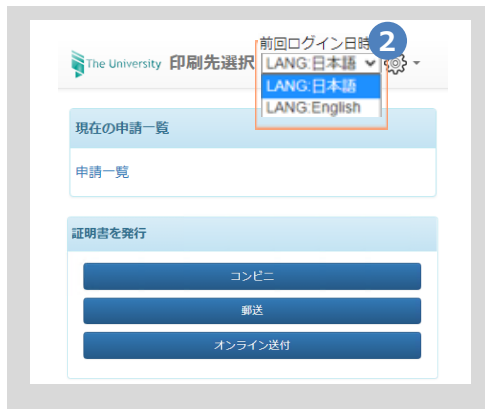 前回ログイン日時
2
The University 印刷先選択 LANG:日本語
LANG:日本語
LANG:English
現在の申請一覧
申請一覧
証明書を発行
コンビニ
郵送
オンライン送付